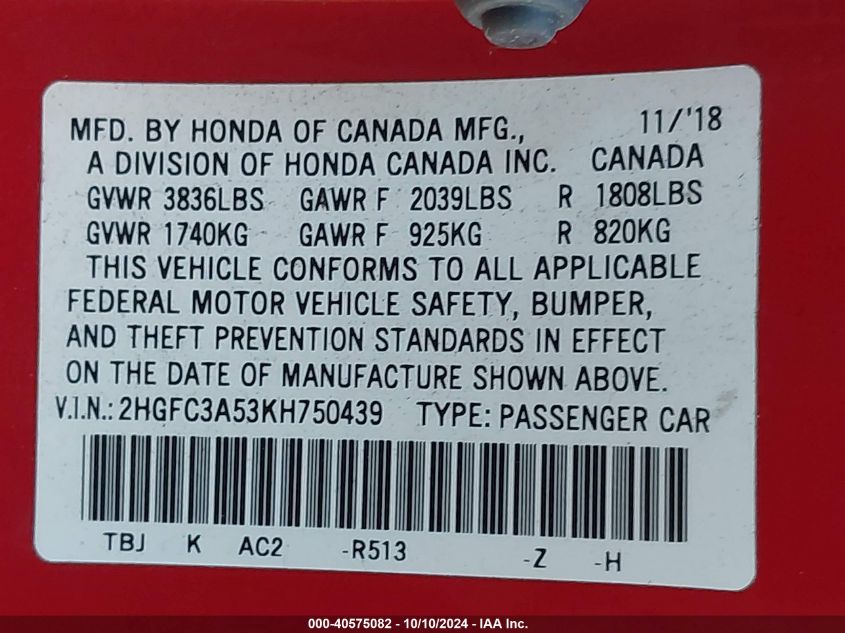 MFD. BY HONDA OF CANADA MFG., 11/'18
A DIVISION OF HONDA CANADA INC. CANADA
GVWR 3836LBS GAWR F 2039LBS R 1808LBS
GVWR 1740KG GAWR F 925KG R 820KG
THIS VEHICLE CONFORMS TO ALL APPLICABLE
FEDERAL MOTOR VEHICLE SAFETY, BUMPER,
AND THEFT PREVENTION STANDARDS IN EFFECT
ON THE DATE OF MANUFACTURE SHOWN ABOVE.
V.I.N.: 2HGFC3A53KH750439 TYPE: PASSENGER CAR
TBJ K AC2 -R513 -Z -H
000-40575082 - 10/10/2024 - IAA Inc.